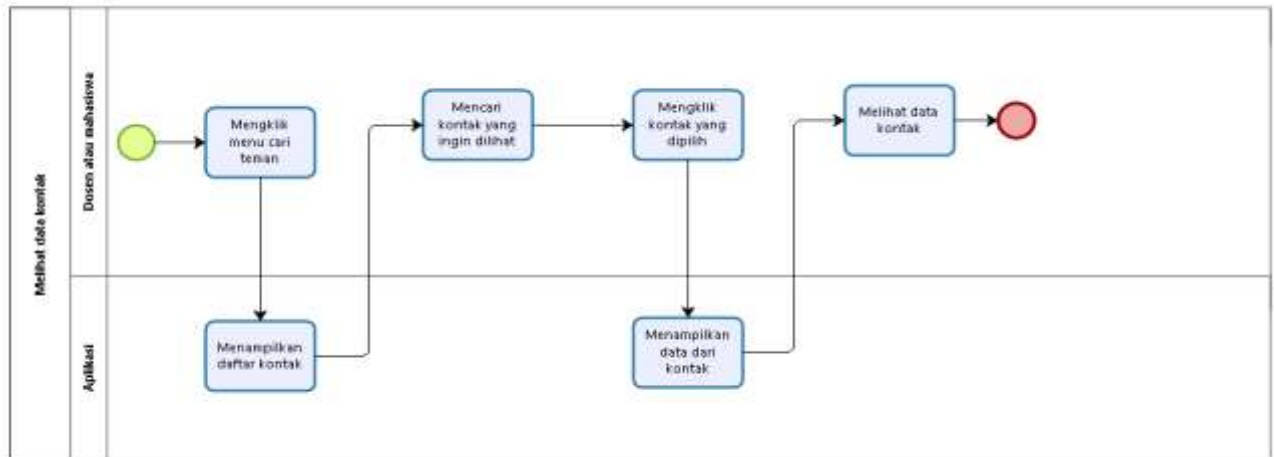 Melihat data kontak
Dosen atau mahasiswa
Mengklik
menu cari
teman
Mencari
kontak yang
ingin dilihat
Mengklik
kontak yang
dipilih
Melihat data
kontak
Aplikasi
Menampilkan
daftar kontak
Menampilkan
data dari
kontak